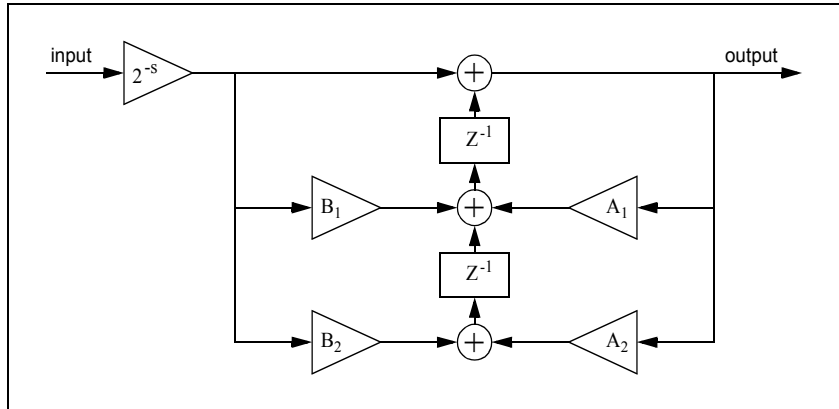 input
output
2⁻ˢ
+
Z⁻¹
B₁
+
A₁
Z⁻¹
B₂
+
A₂